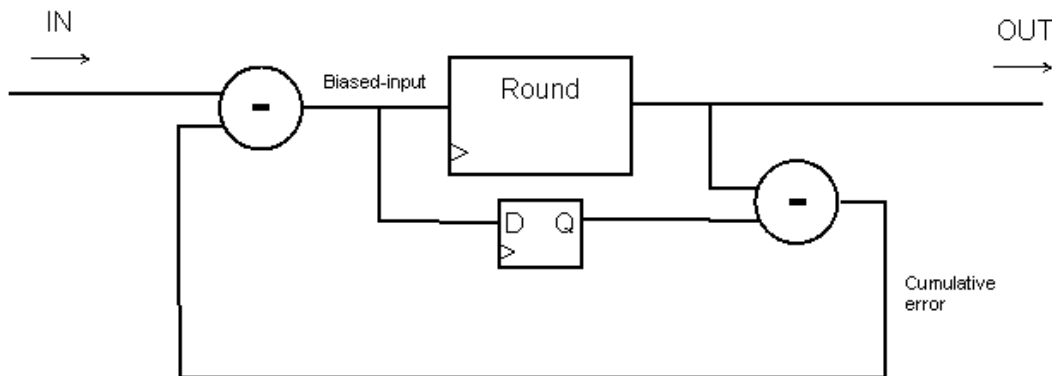 IN
OUT
Biased-input
Round
-
D Q
-
Cumulative
error